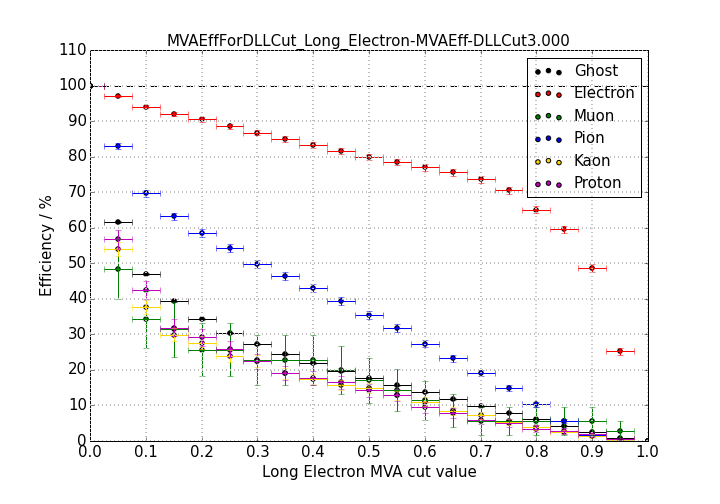 MVAEffForDLLCut_Long_Electron-MVAEff-DLLCut3.000
110
100
90
80
70
60
50
40
30
20
10
0
Efficiency / %
Ghost
Electron
Muon
Pion
Kaon
Proton
0.0 0.1 0.2 0.3 0.4 0.5 0.6 0.7 0.8 0.9 1.0
Long Electron MVA cut value